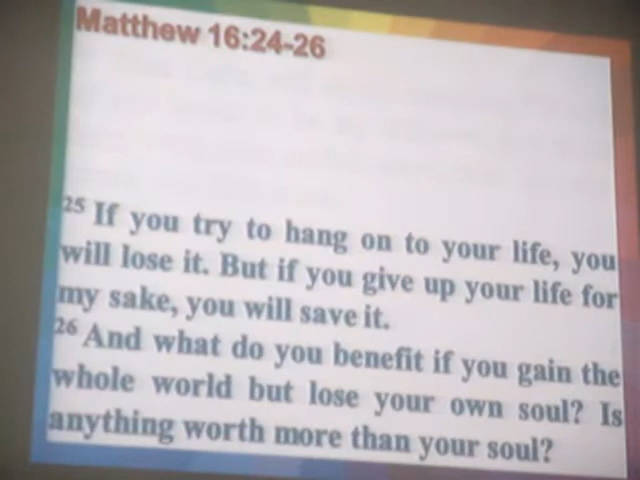 Matthew 16:24-26
25 If you try to hang on to your life, you
will lose it. But if you give up your life for
my sake, you will save it.
26 And what do you benefit if you gain the
whole world but lose your own soul? Is
anything worth more than your soul?